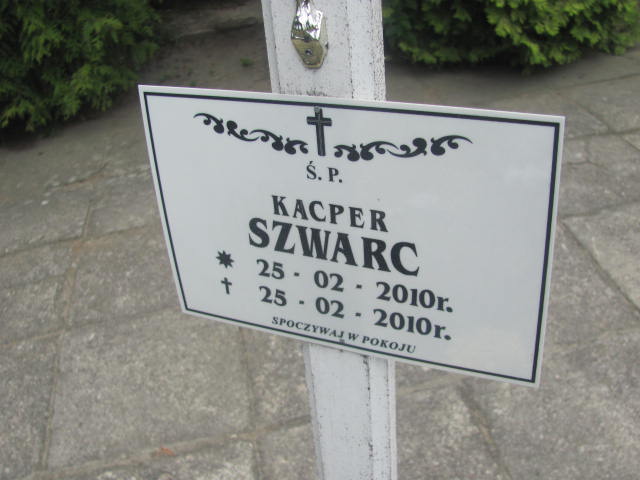 Ś. P.
KACPER
SZWARC
25 - 02 - 2010r.
25 - 02 - 2010r.
SPOCZYWAJ W POKOJU